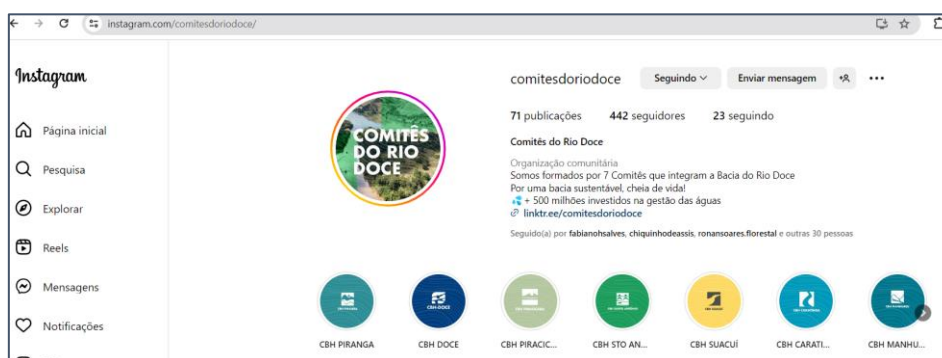 instagram.com/comitesdoriodoce/
Instagram
Página inicial
Pesquisa
Explorar
Reels
Mensagens
Notificações
COMITÊS
DO RIO
DOCE
comitesdoriodoce Seguindo Enviar mensagem
71 publicações 442 seguidores 23 seguindo
Comitês do Rio Doce
Organização comunitária
Somos formados por 7 Comitês que integram a Bacia do Rio Doce
Por uma bacia sustentável, cheia de vida!
+ 500 milhões investidos na gestão das águas
linktr.ee/comitesdoriodoce
Seguido(a) por fabianohsalves, chiquinhodeassis, ronansoares.florestal e outras 30 pessoas
CBH-DOCE
CBH PIRANGA CBH DOCE CBH PIRACIC... CBH STO AN... CBH SUACUÍ CBH CARATI... CBH MANHU...